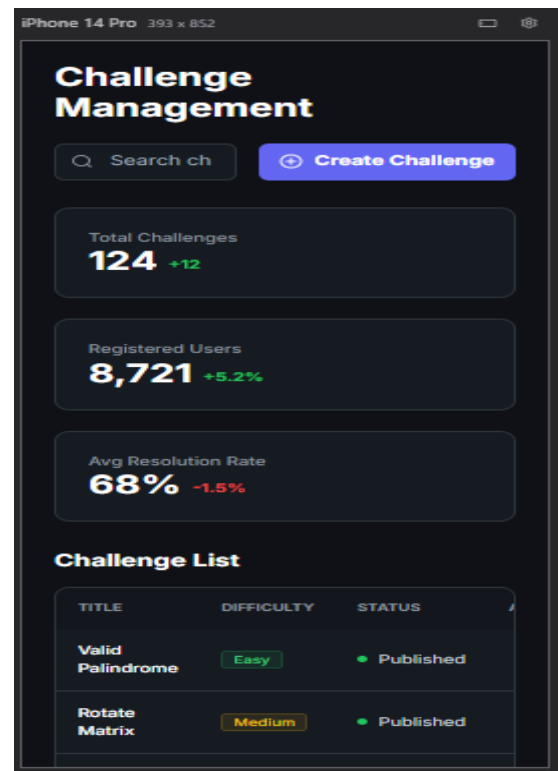 iPhone 14 Pro 393 x 852
Challenge
Management
Search ch
Create Challenge
Total Challenges
124 +12
Registered Users
8,721 +5.2%
Avg Resolution Rate
68% -1.5%
Challenge List
TITLE DIFFICULTY STATUS
Valid
Palindrome
Easy Published
Rotate
Matrix
Medium Published